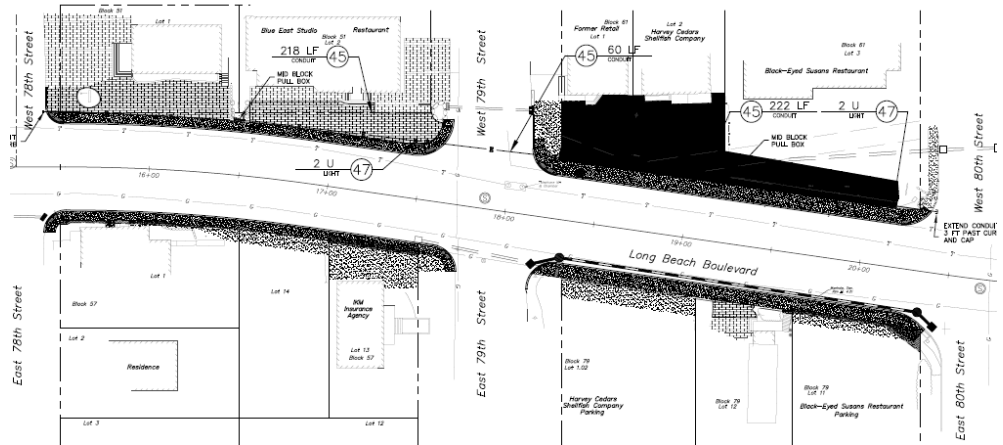 Block 51
Lot 1
Blue East Studio
Restaurant
Block 51
Lot 2
218 LF
CONDUIT
45
MID BLOCK
PULL BOX
West 78th Street
2 U
LIGHT
47
West 79th Street
45
60 LF
CONDUIT
Former Retail
Lot 1
Block 61
Lot 2
Harvey Cedars
Shellfish Company
Block 61
Lot 3
Black-Eyed Susans Restaurant
45
222 LF
CONDUIT
2 U
LIGHT
47
MID BLOCK
PULL BOX
West 80th Street
EXTEND CONDUI
3 FT PAST CUR
AND CAP
T T T T T T T
16+00
17+00
18+00
19+00
20+00
S
S
G G G G G G G
Long Beach Boulevard
East 78th Street
Lot 1
Block 57
Lot 14
IKM
Insurance
Agency
Lot 13
Block 57
Lot 2
Residence
Lot 3
Lot 12
East 79th Street
Block 79
Lot 1.02
Harvey Cedars
Shellfish Company
Parking
Block 79
Lot 12
Block 79
Lot 11
Black-Eyed Susans Restaurant
Parking
East 80th Street